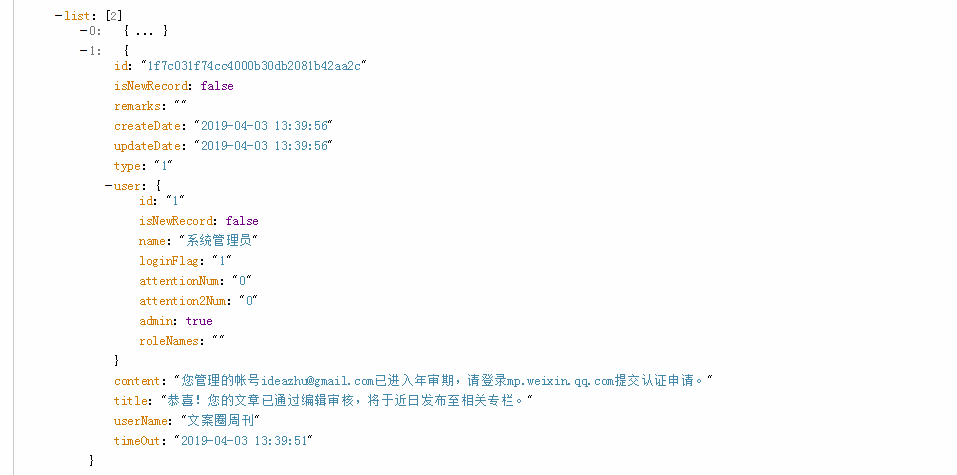 −list: [2]
−0: { ... }
−1: {
id: "1f7c031f74cc4000b30db2081b42aa2c"
isNewRecord: false
remarks: ""
createDate: "2019-04-03 13:39:56"
updateDate: "2019-04-03 13:39:56"
type: "1"
−user: {
id: "1"
isNewRecord: false
name: "系统管理员"
loginFlag: "1"
attentionNum: "0"
attention2Num: "0"
admin: true
roleNames: ""
}
content: "您管理的帐号ideazhu@gmail.com已进入年审期，请登录mp.weixin.qq.com提交认证申请。"
title: "恭喜！您的文章已通过编辑审核，将于近日发布至相关专栏。"
userName: "文案圈周刊"
timeOut: "2019-04-03 13:39:51"
}